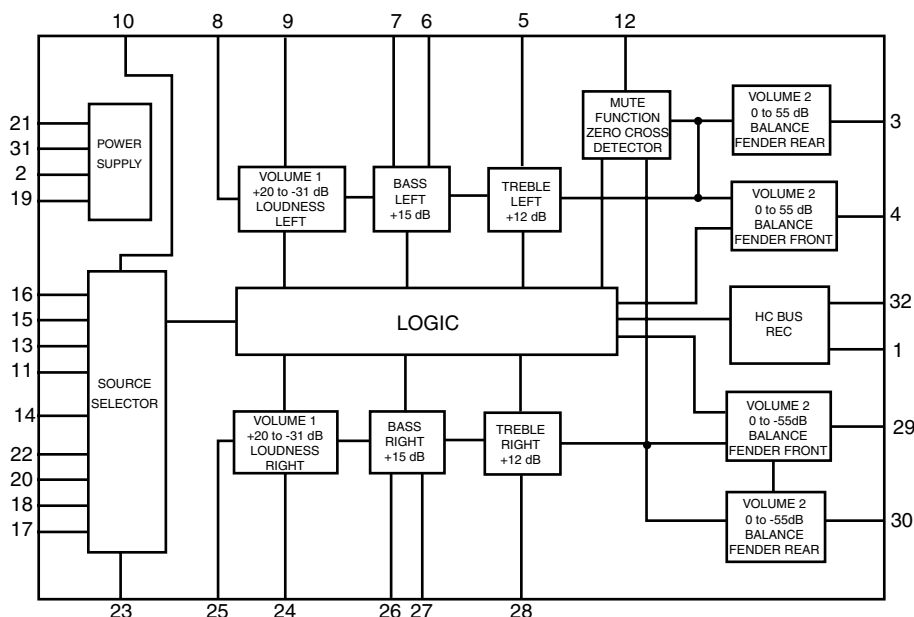 10
8
9
7
6
5
12
21
31
2
19
POWER
SUPPLY
VOLUME 1
+20 to -31 dB
LOUDNESS
LEFT
BASS
LEFT
+15 dB
TREBLE
LEFT
+12 dB
MUTE
FUNCTION
ZERO CROSS
DETECTOR
VOLUME 2
0 to 55 dB
BALANCE
FENDER REAR
3
VOLUME 2
0 to 55 dB
BALANCE
FENDER FRONT
4
16
15
13
11
14
22
20
18
17
SOURCE
SELECTOR
LOGIC
HC BUS
REC
32
1
VOLUME 1
+20 to -31 dB
LOUDNESS
RIGHT
BASS
RIGHT
+15 dB
TREBLE
RIGHT
+12 dB
VOLUME 2
0 to -55dB
BALANCE
FENDER FRONT
29
VOLUME 2
0 to -55dB
BALANCE
FENDER REAR
30
23
25
24
26
27
28